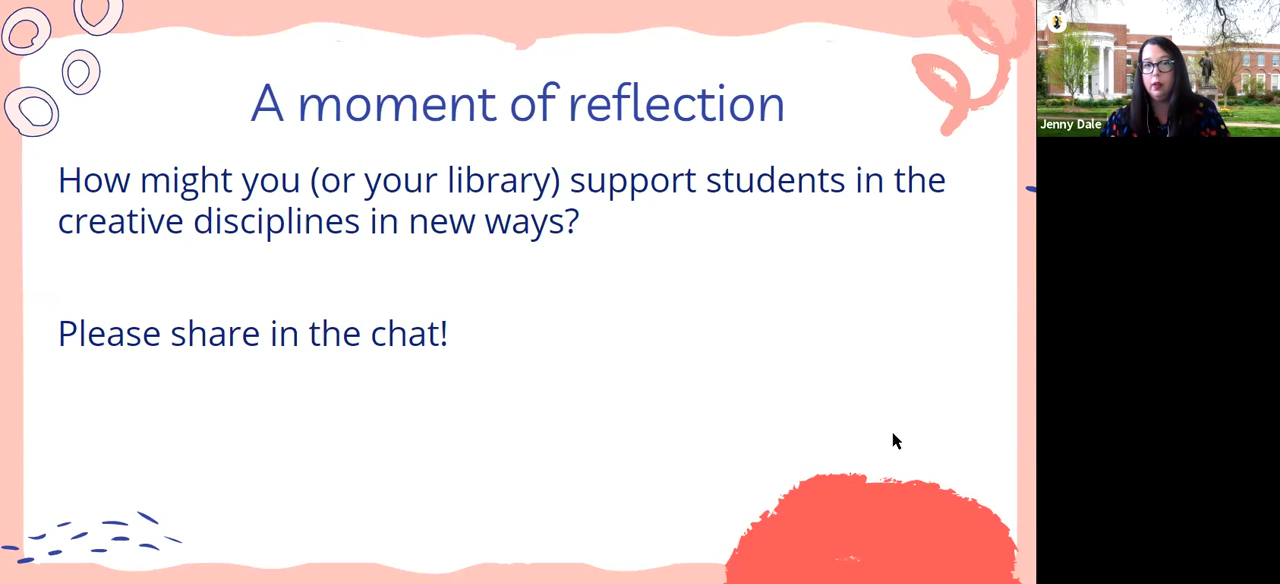 A moment of reflection
How might you (or your library) support students in the
creative disciplines in new ways?
Please share in the chat!
Jenny Dale